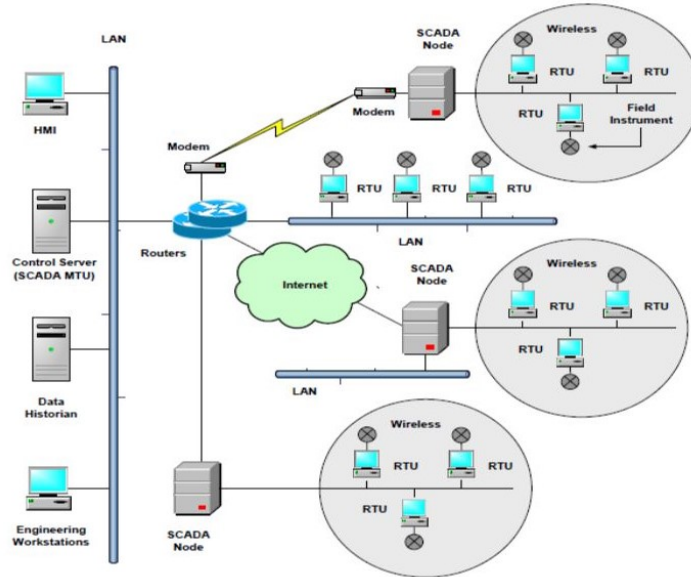 LAN
SCADA
Node
Wireless
RTU
RTU
HMI
Modem
RTU
Field
Instrument
Modem
RTU
RTU
RTU
Control Server
(SCADA MTU)
Routers
LAN
Internet
SCADA
Node
Wireless
RTU
RTU
RTU
Data
Historian
LAN
Wireless
RTU
RTU
RTU
Engineering
Workstations
SCADA
Node